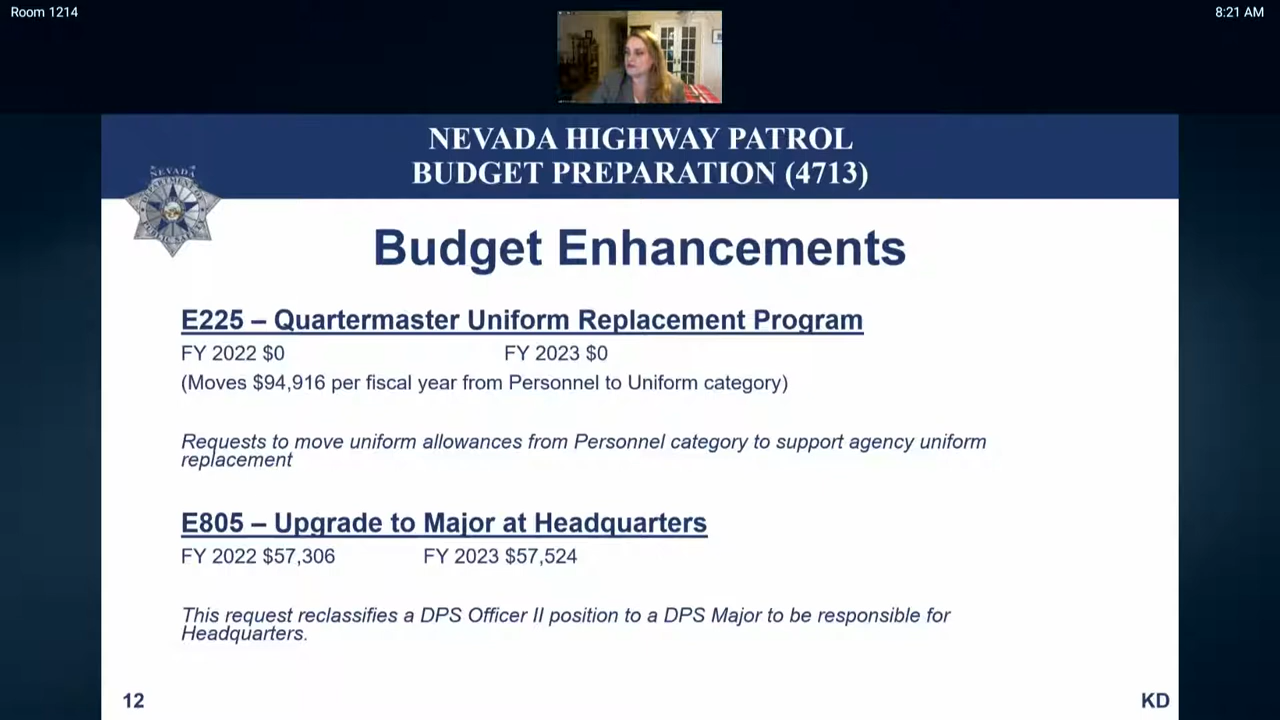 Room 1214
8:21 AM
NEVADA HIGHWAY PATROL
BUDGET PREPARATION (4713)
NEVADA
Budget Enhancements
E225 – Quartermaster Uniform Replacement Program
FY 2022 $0 FY 2023 $0
(Moves $94,916 per fiscal year from Personnel to Uniform category)
Requests to move uniform allowances from Personnel category to support agency uniform
replacement
E805 – Upgrade to Major at Headquarters
FY 2022 $57,306 FY 2023 $57,524
This request reclassifies a DPS Officer II position to a DPS Major to be responsible for
Headquarters.
12
KD